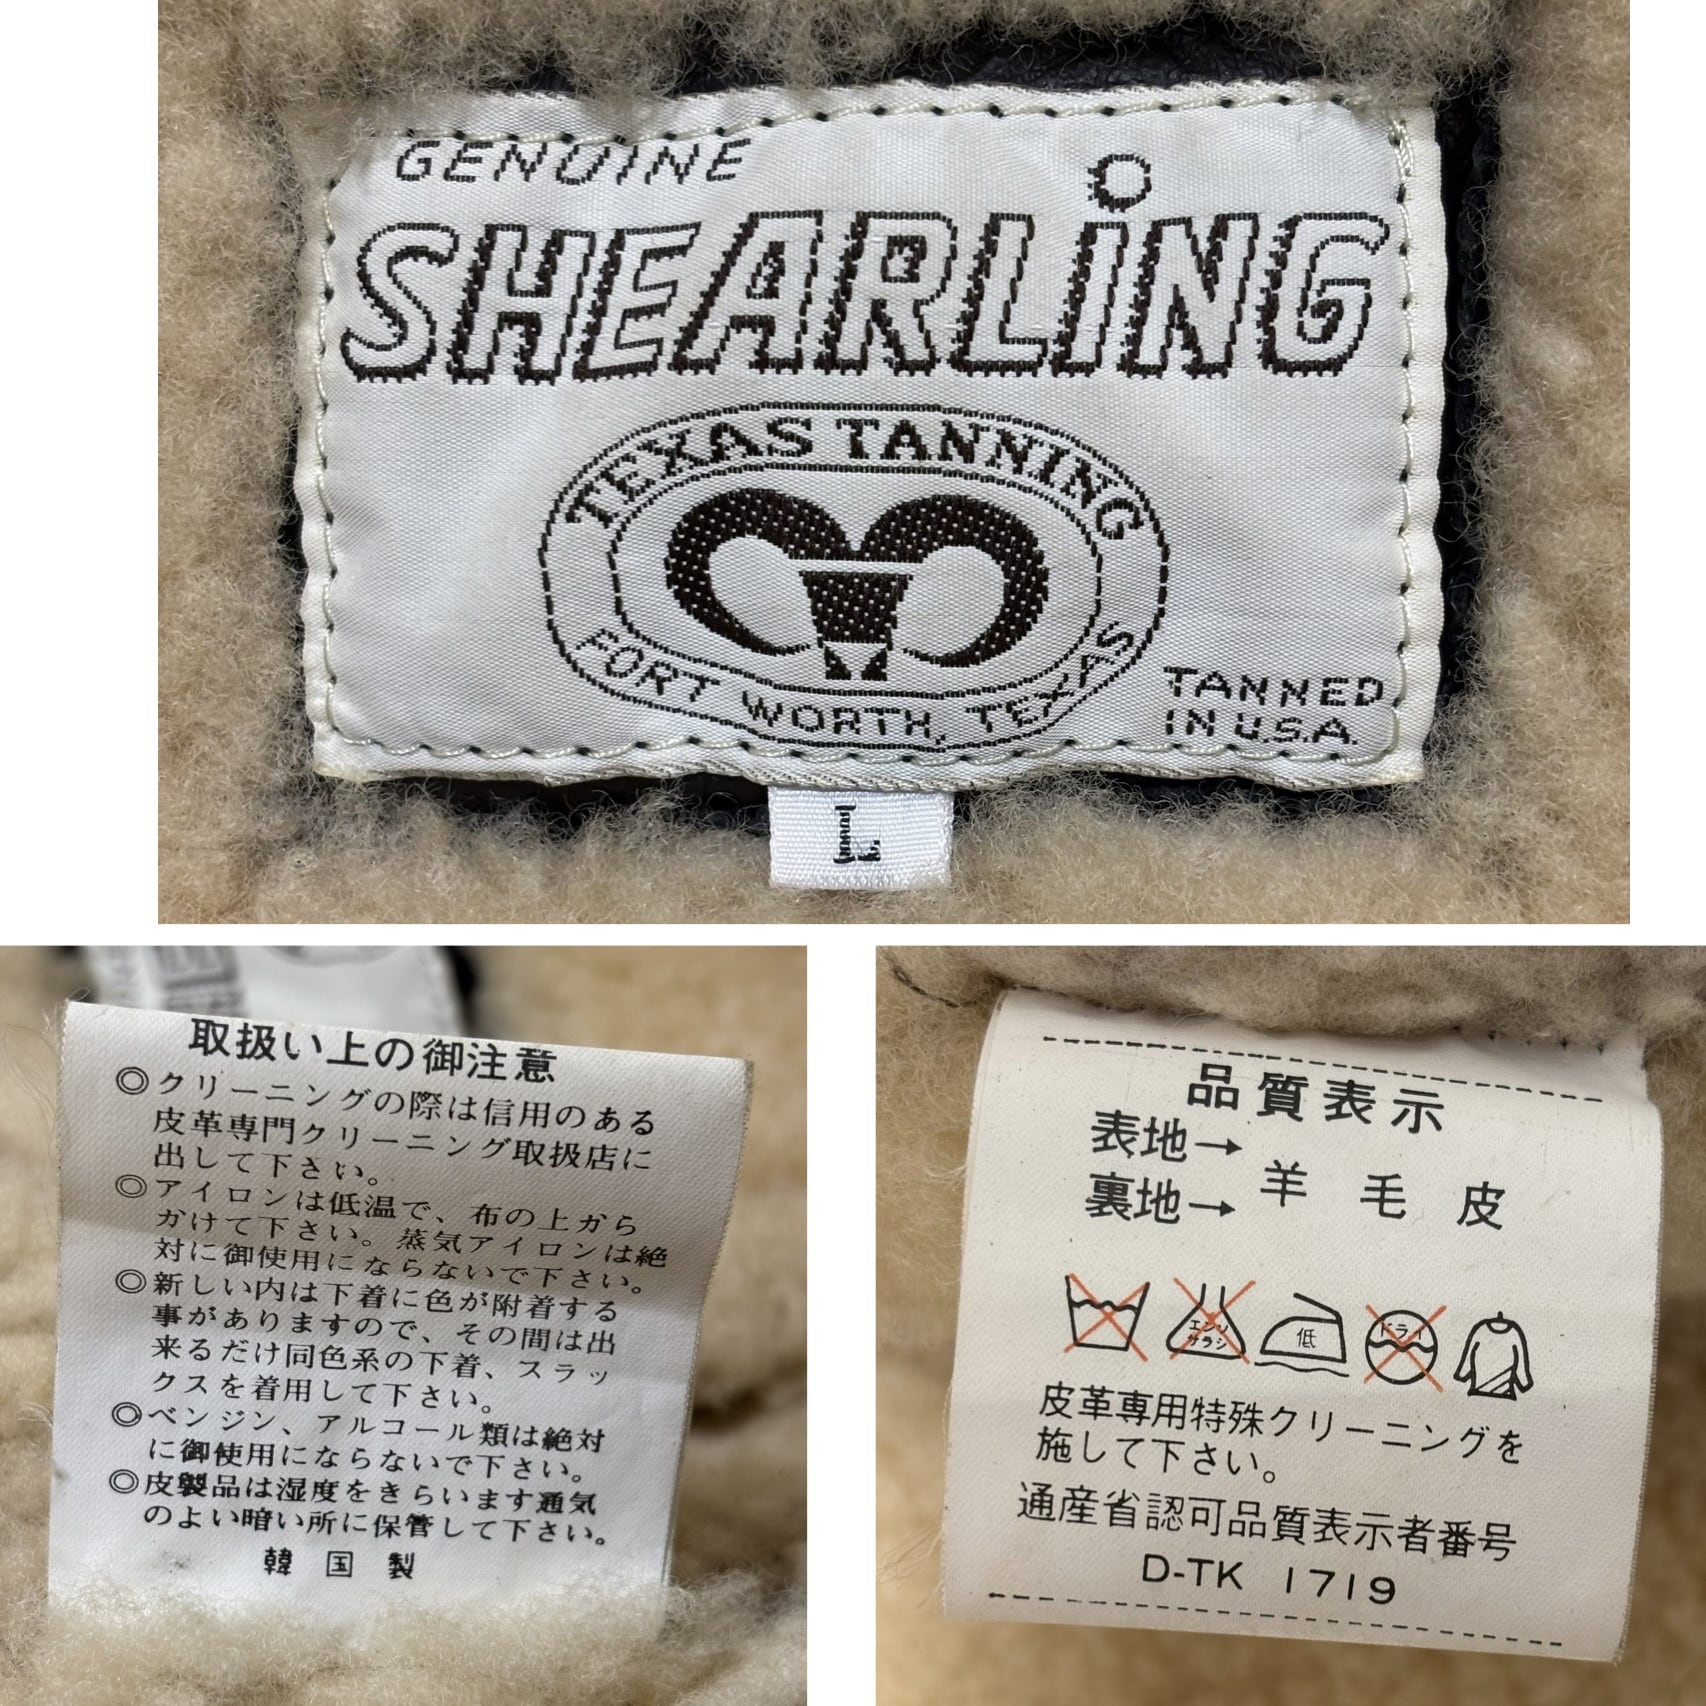 GENUINE
SHEARLiNG
TEXAS TANNING
FORT WORTH, TEXAS
TANNED
IN U.S.A.
L
取扱い上の御注意
◎クリーニングの際は信用のある
皮革専門クリーニング取扱店に
出して下さい。
◎アイロンは低温で、布の上から
かけて下さい。蒸気アイロンは絶
対に御使用にならないで下さい。
◎新しい内は下着に色が附着する
事がありますので、その間は出
来るだけ同色系の下着、スラッ
クスを着用して下さい。
◎ベンジン、アルコール類は絶対
に御使用にならないで下さい。
◎皮製品は湿度をきらいます通気
のよい暗い所に保管して下さい。
韓国製
品質表示
表地→
裏地→
羊毛皮
エンソ
サラシ
低
ドライ
皮革専用特殊クリーニングを
施して下さい。
通産省認可品質表示者番号
D-TK 1719